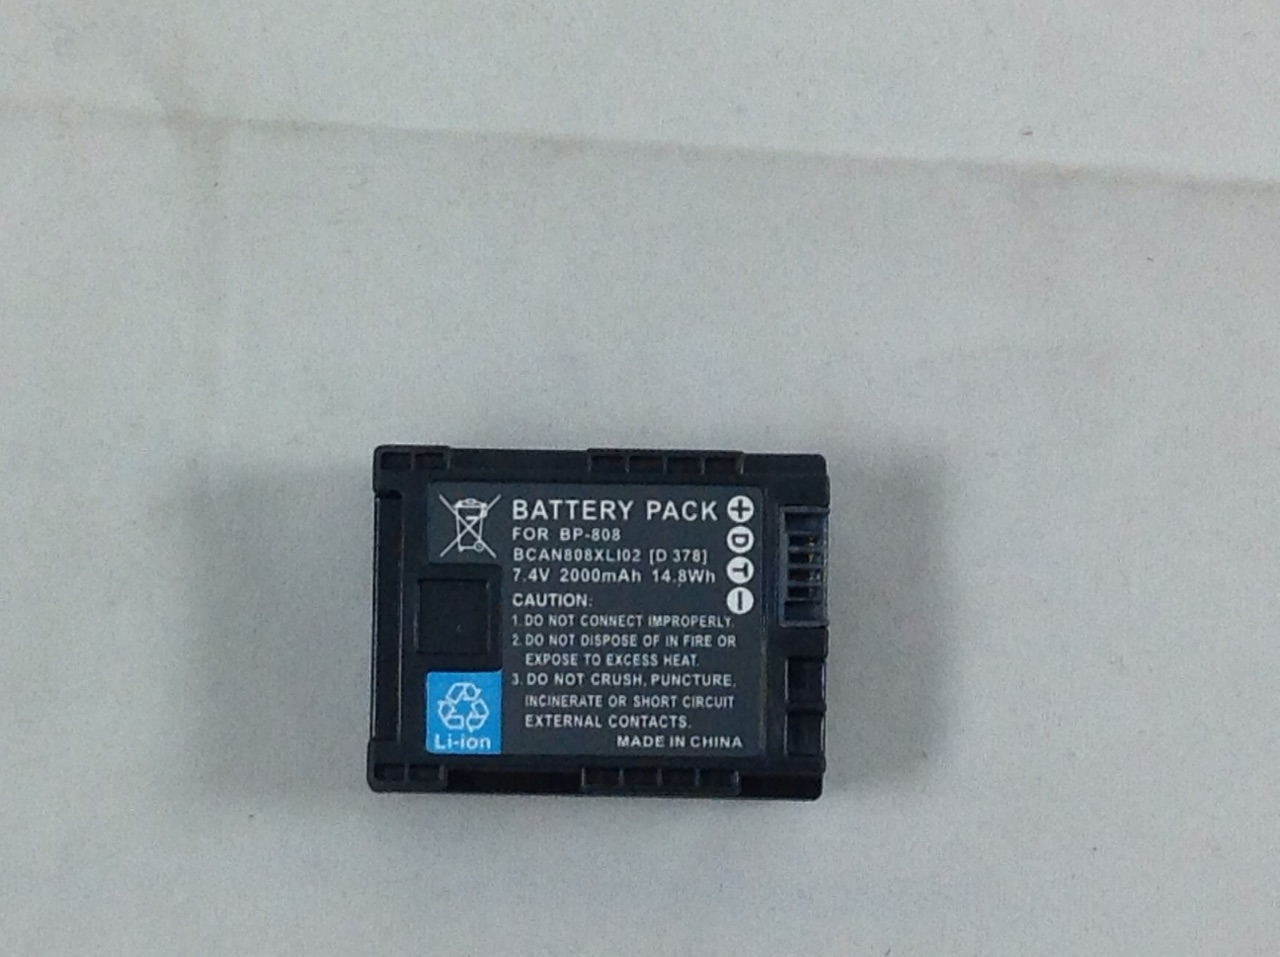 BATTERY PACK +
FOR BP-808 D
BCAN808XLI02 [D 378]
7.4V 2000mAh 14.8Wh T
CAUTION: −
1. DO NOT CONNECT IMPROPERLY.
2. DO NOT DISPOSE OF IN FIRE OR
EXPOSE TO EXCESS HEAT.
3. DO NOT CRUSH, PUNCTURE,
INCINERATE OR SHORT CIRCUIT
EXTERNAL CONTACTS.
MADE IN CHINA
Li-ion